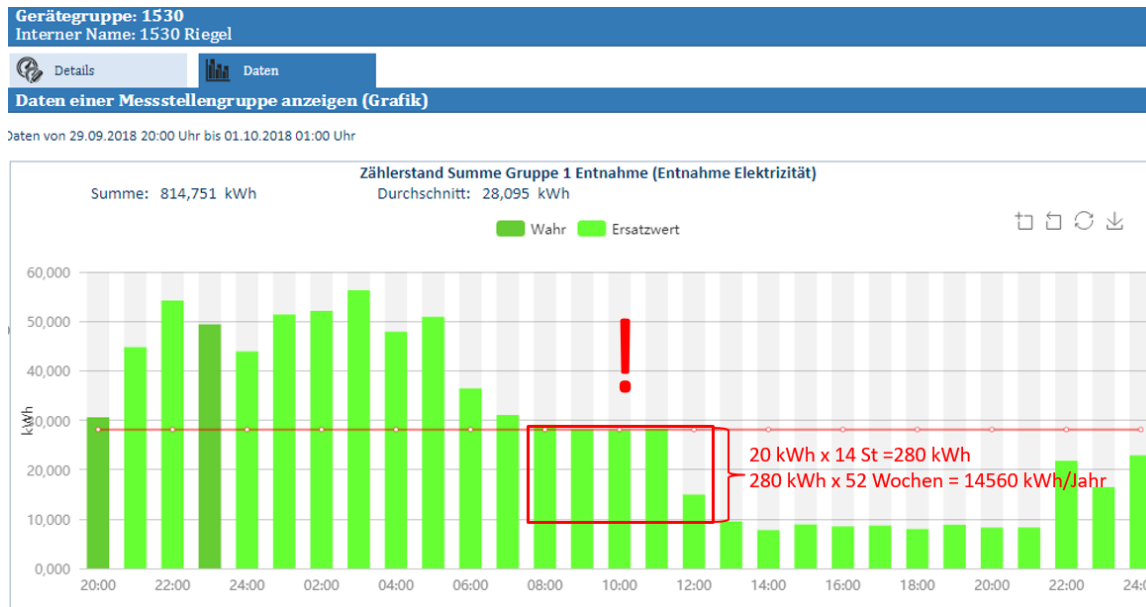 Gerätegruppe: 1530
Interner Name: 1530 Riegel
Details
Daten
Daten einer Messstellengruppe anzeigen (Grafik)
Daten von 29.09.2018 20:00 Uhr bis 01.10.2018 01:00 Uhr
Zählerstand Summe Gruppe 1 Entnahme (Entnahme Elektrizität)
Summe: 814,751 kWh Durchschnitt: 28,095 kWh
Wahr Ersatzwert
60,000
50,000
40,000
30,000
20,000
10,000
0,000
kWh
!
20 kWh x 14 St =280 kWh
280 kWh x 52 Wochen = 14560 kWh/Jahr
20:00 22:00 24:00 02:00 04:00 06:00 08:00 10:00 12:00 14:00 16:00 18:00 20:00 22:00 24:0